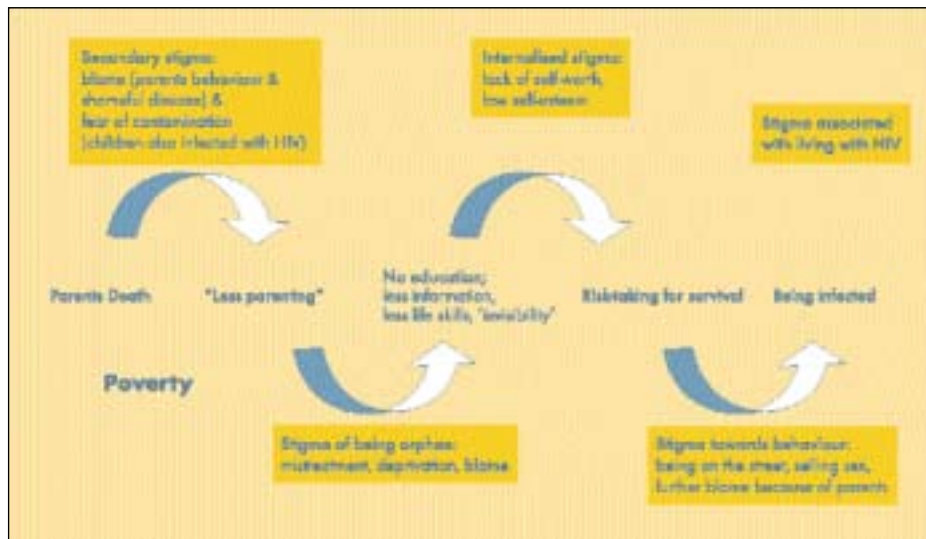 Secondary stigma:
blame (parents behaviour &
shameful disease) &
fear of contamination
(children also infected with HIV)
Internalised stigma:
lack of self-worth,
low self-esteem
Stigma associated
with living with HIV
Parents Death
"Less parenting"
No education;
less information,
less life skills, "invisibility"
Risktaking for survival
Being infected
Poverty
Stigma of being orphan:
mistreatment, deprivation, blame
Stigma towards behaviour:
being on the street, selling sex,
further blame because of parents